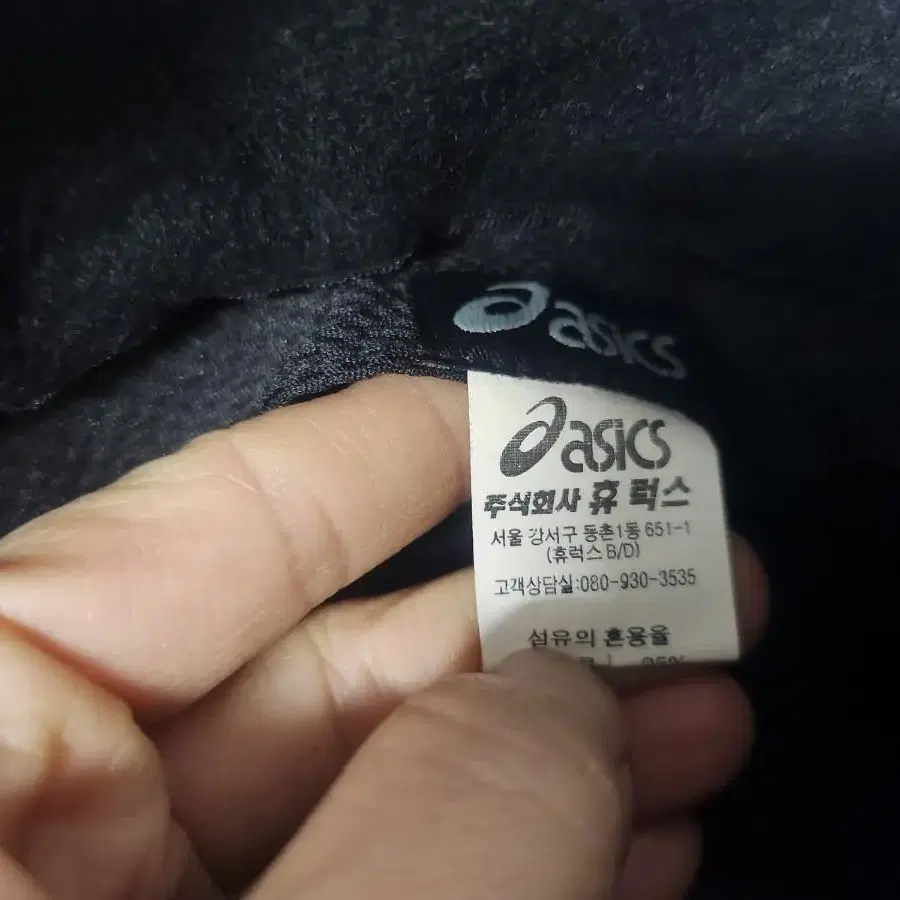 asics
asics
주식회사 휴 럭스
서울 강서구 등촌1동 651-1
(휴럭스 B/D)
고객상담실:080-930-3535
섬유의 혼용율